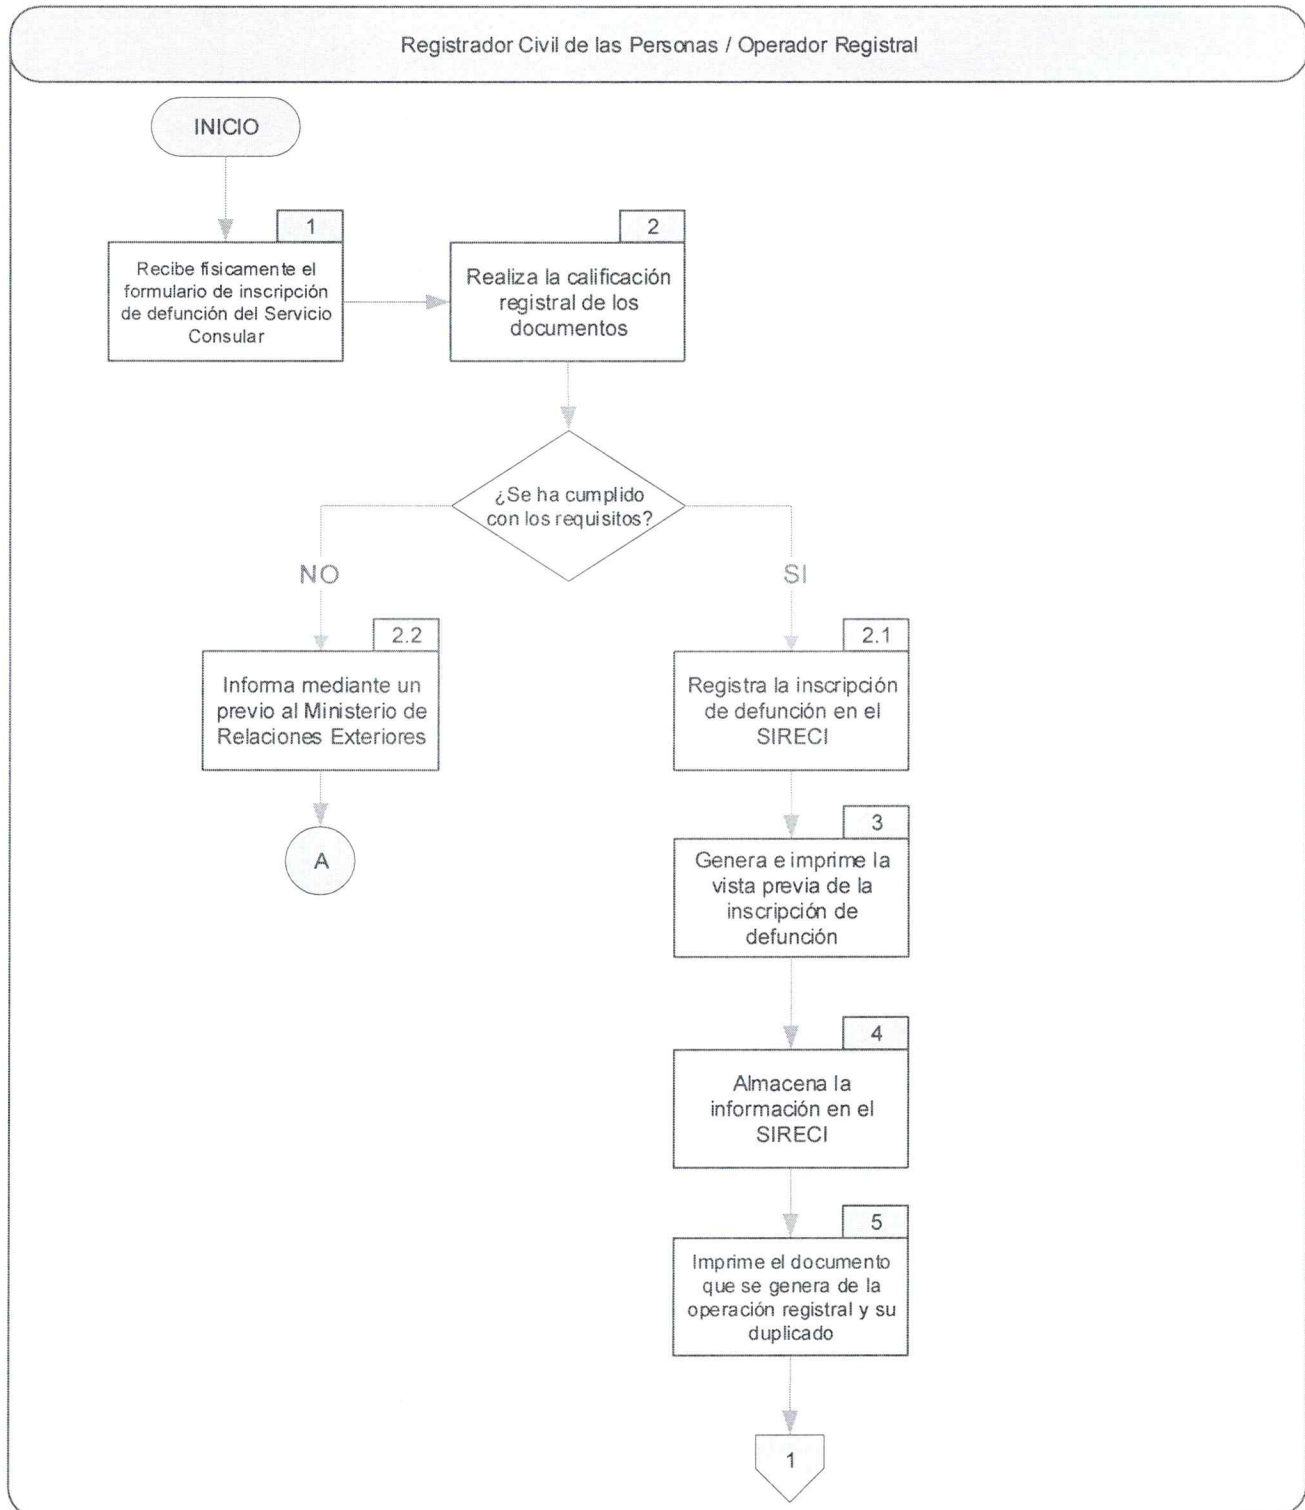 Registrador Civil de las Personas / Operador Registral
INICIO
1
Recibe físicamente el
formulario de inscripción
de defunción del Servicio
Consular
2
Realiza la calificación
registral de los
documentos
¿Se ha cumplido
con los requisitos?
NO
SI
2.2
Informa mediante un
previo al Ministerio de
Relaciones Exteriores
A
2.1
Registra la inscripción
de defunción en el
SIRECI
3
Genera e imprime la
vista previa de la
inscripción de
defunción
4
Almacena la
información en el
SIRECI
5
Imprime el documento
que se genera de la
operación registral y su
duplicado
1